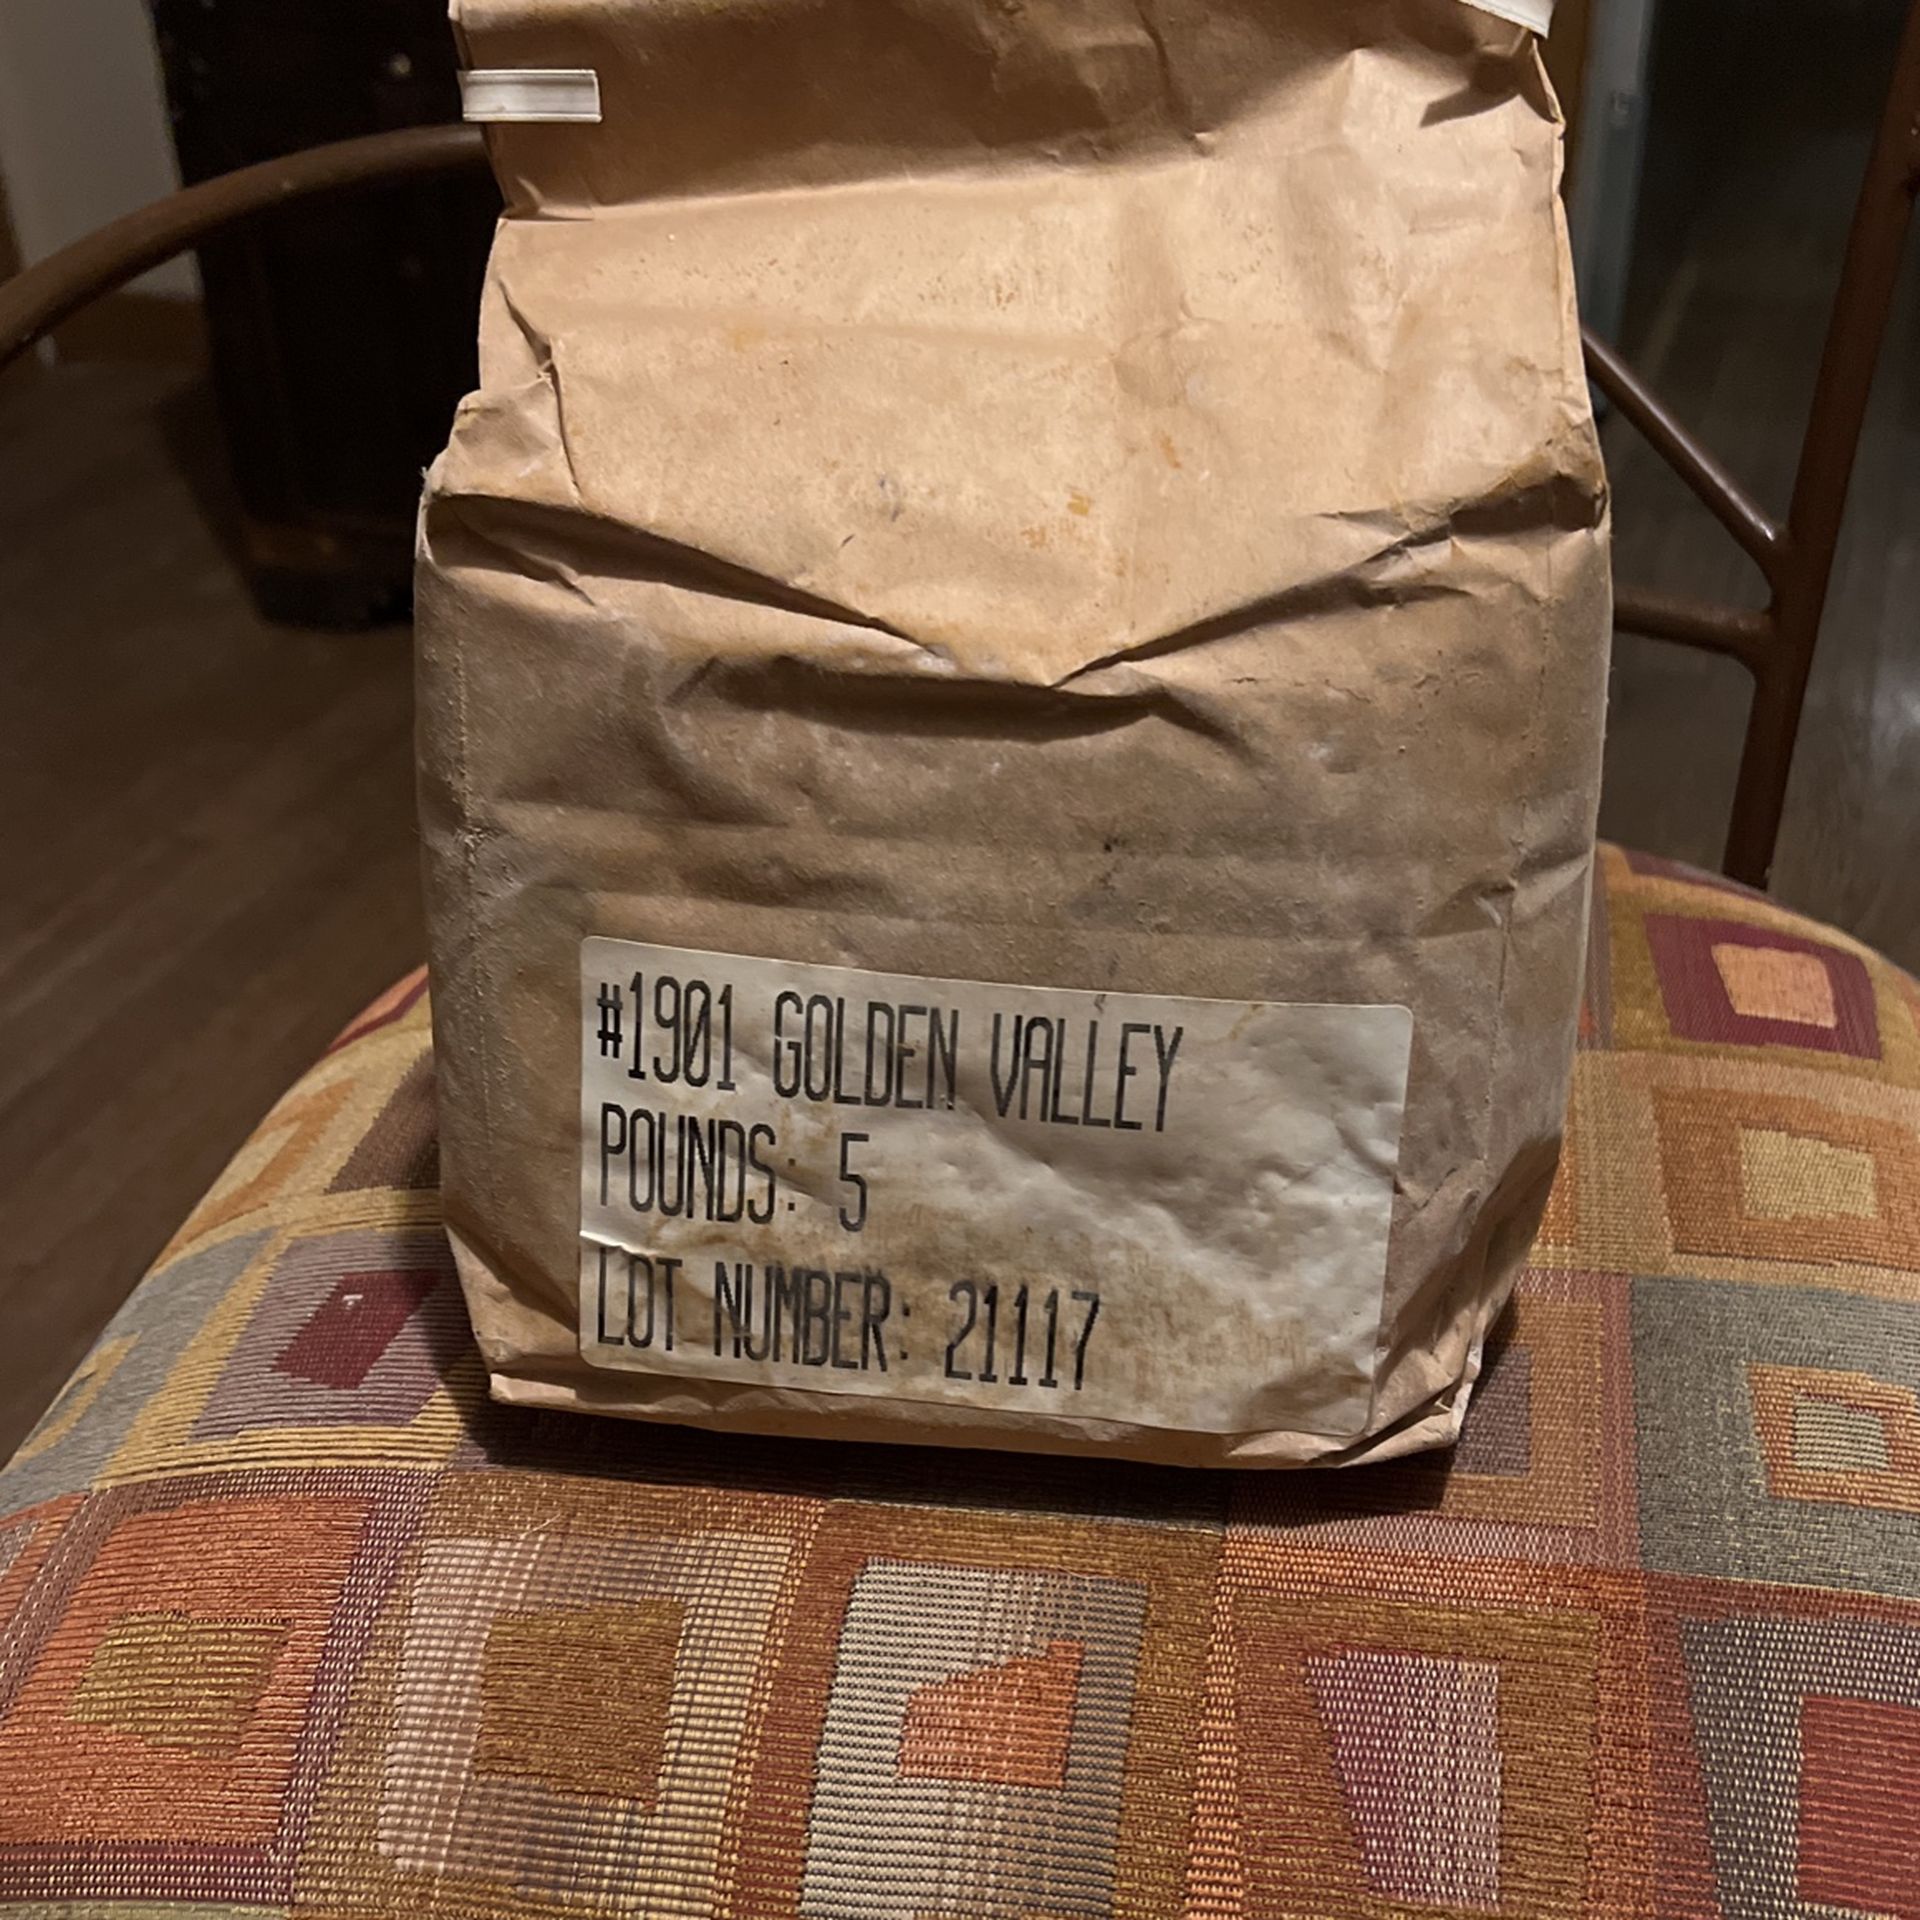 #1901 GOLDEN VALLEY
POUNDS: 5
LOT NUMBER: 21117